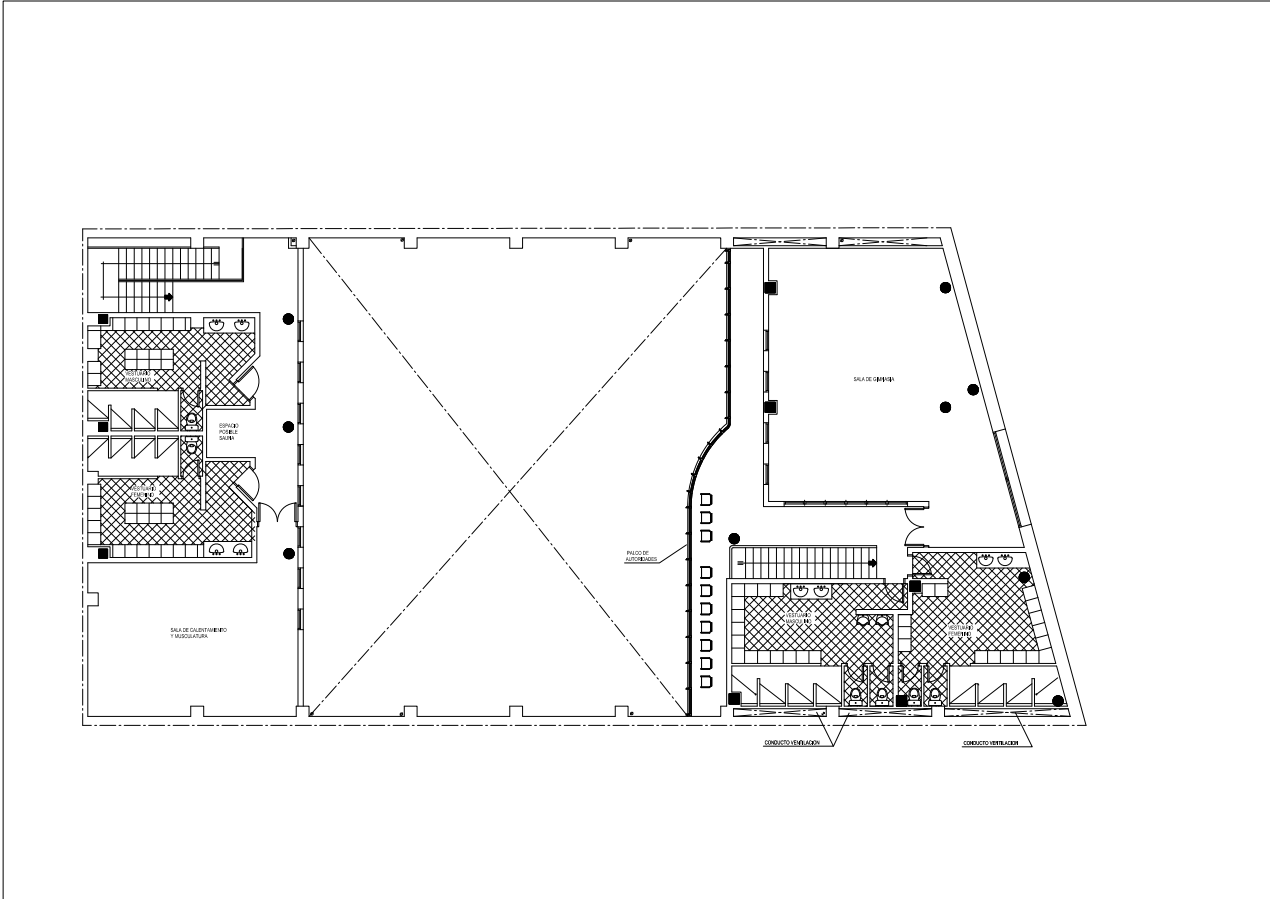 VESTUARIO
MASCULINO
ESPACIO
POSIBLE
SAUNA
VESTUARIO
FEMENINO
SALA DE CALENTAMIENTO
Y MUSCULATURA
PALCO DE
AUTORIDADES
SALA DE GIMNASIA
VESTUARIO
MASCULINO
VESTUARIO
FEMENINO
CONDUCTO VENTILACION
CONDUCTO VENTILACION